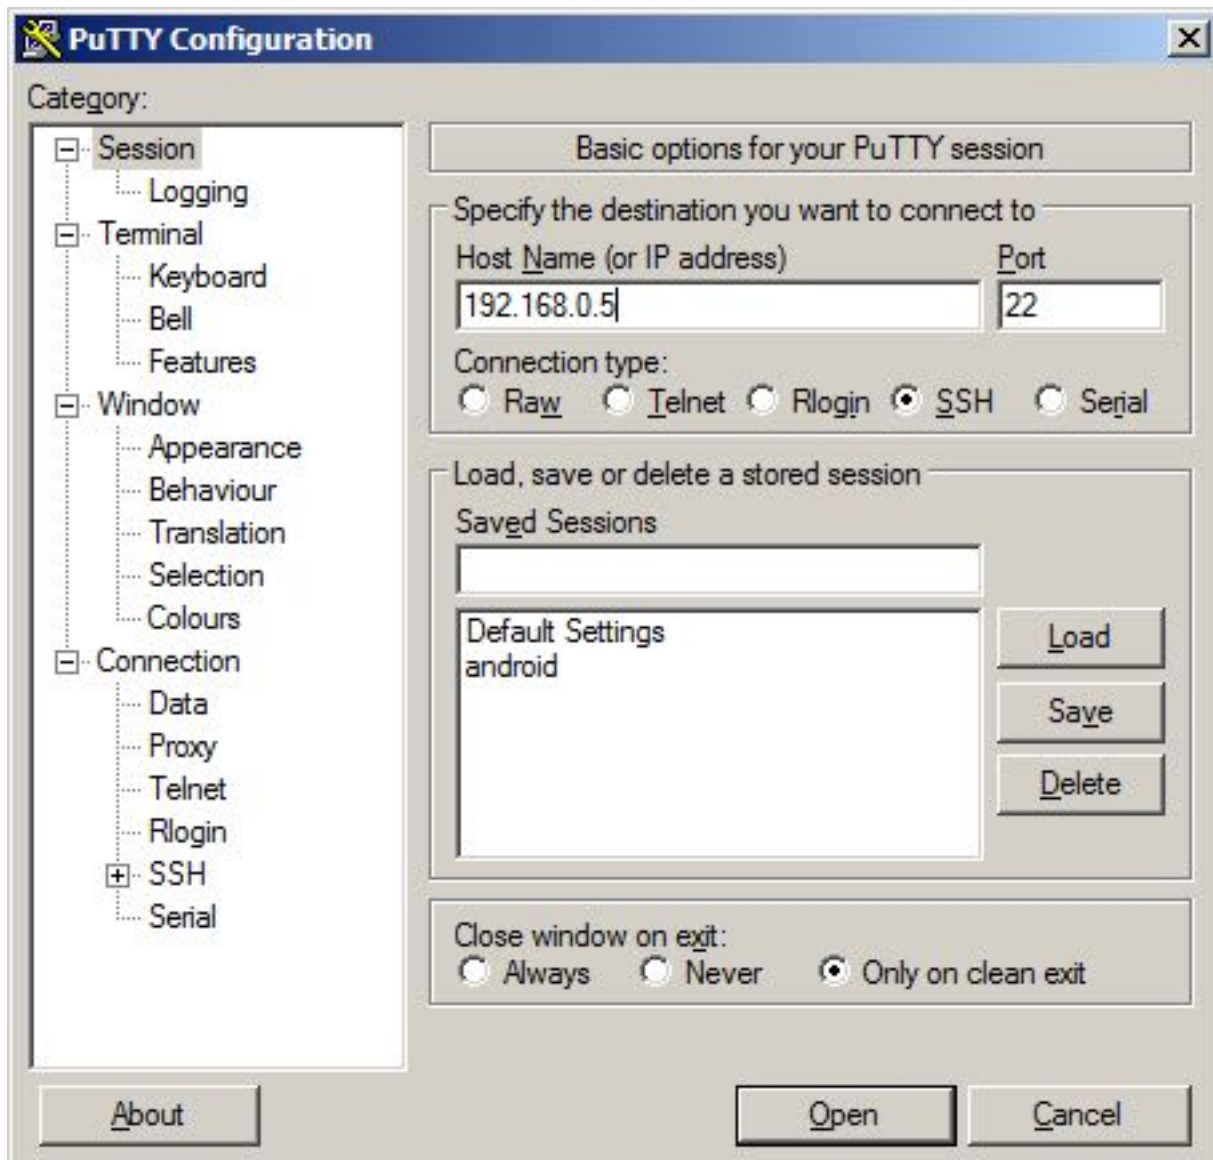 PuTTY Configuration
Category:
Session
Logging
Terminal
Keyboard
Bell
Features
Window
Appearance
Behaviour
Translation
Selection
Colours
Connection
Data
Proxy
Telnet
Rlogin
SSH
Serial
Basic options for your PuTTY session
Specify the destination you want to connect to
Host Name (or IP address) Port
192.168.0.5 22
Connection type:
Raw Telnet Rlogin SSH Serial
Load, save or delete a stored session
Saved Sessions
Default Settings
android
Load
Save
Delete
Close window on exit:
Always Never Only on clean exit
About Open Cancel